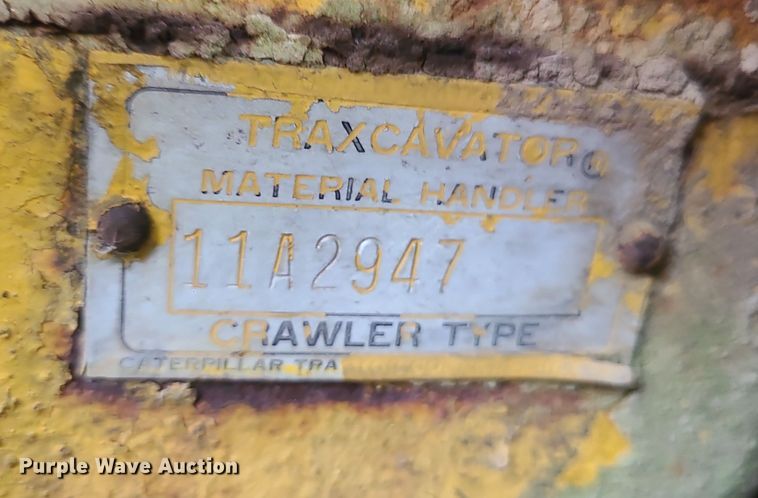 TRAXCAVATOR®
MATERIAL HANDLER
11A2947
CRAWLER TYPE
CATERPILLAR TRA
Purple Wave Auction